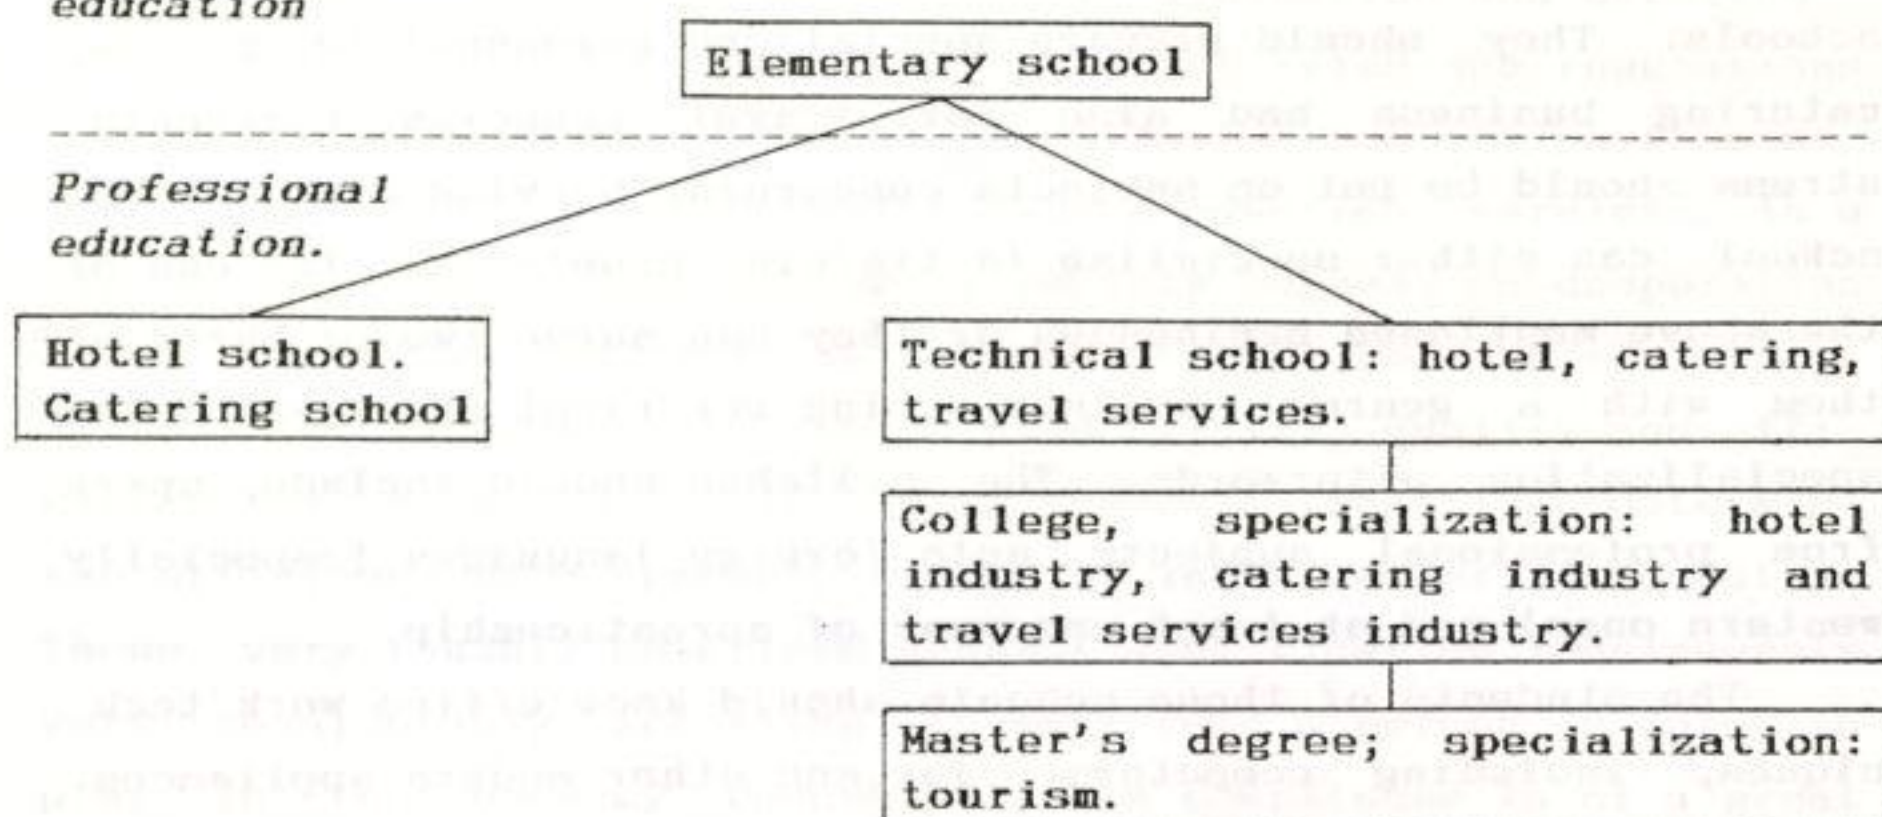 education
Elementary school
Professional
education.
Hotel school.
Catering school
Technical school: hotel, catering,
travel services.
College, specialization: hotel
industry, catering industry and
travel services industry.
Master's degree; specialization:
tourism.